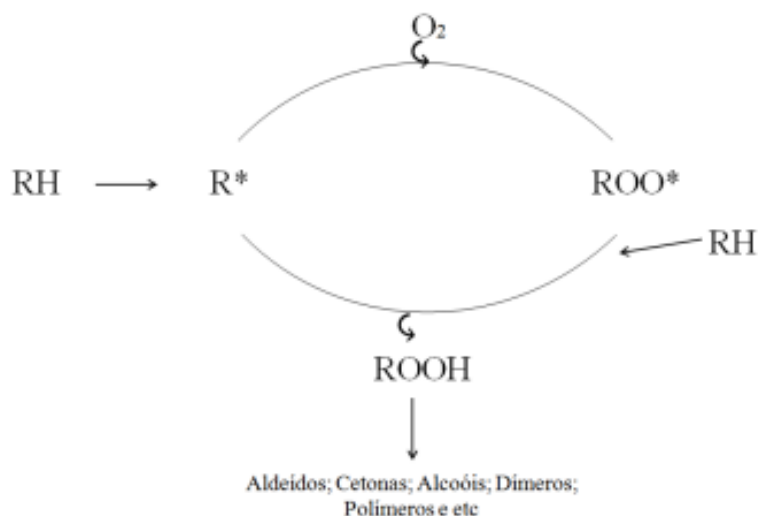 O₂
RH
R*
ROO*
RH
ROOH
Aldeídos; Cetonas; Alcoóis; Dímeros;
Polímeros e etc